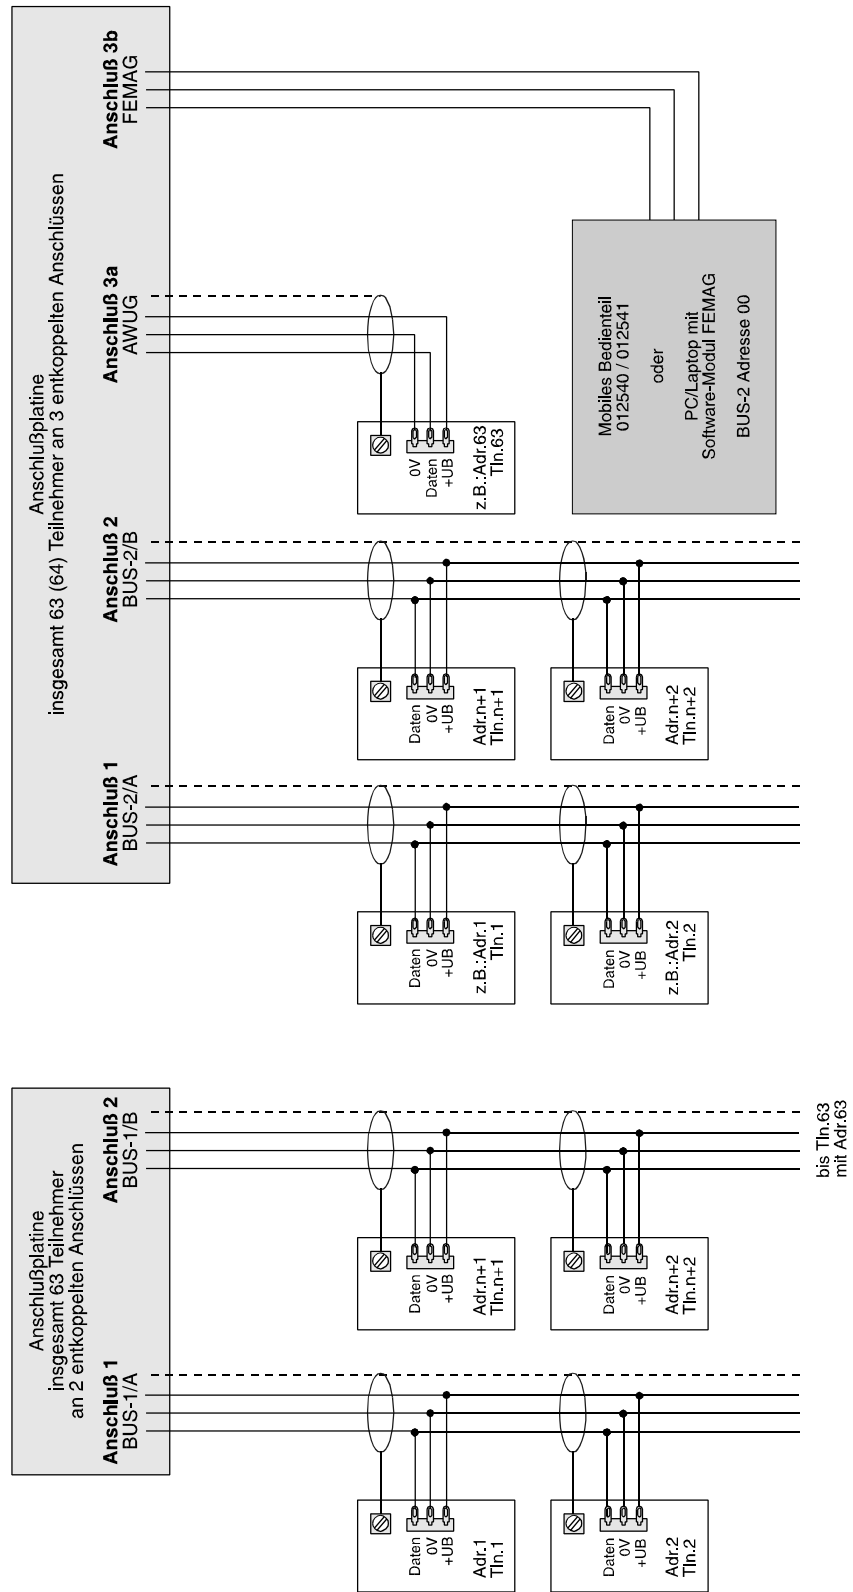 Anschlußplatine
insgesamt 63 Teilnehmer
an 2 entkoppelten Anschlüssen
Anschluß 1
BUS-1/A
Anschluß 2
BUS-1/B
Anschlußplatine
insgesamt 63 (64) Teilnehmer an 3 entkoppelten Anschlüssen
Anschluß 1
BUS-2/A
Anschluß 2
BUS-2/B
Anschluß 3a
AWUG
Anschluß 3b
FEMAG
Daten
0V
+UB
Adr.1
Tln.1
Daten
0V
+UB
Adr.n+1
Tln.n+1
Daten
0V
+UB
z.B.:Adr.1
Tln.1
Daten
0V
+UB
Adr.n+1
Tln.n+1
0V
Daten
+UB
z.B.:Adr.63
Tln.63
Daten
0V
+UB
Adr.2
Tln.2
Daten
0V
+UB
Adr.n+2
Tln.n+2
Daten
0V
+UB
z.B.:Adr.2
Tln.2
Daten
0V
+UB
Adr.n+2
Tln.n+2
Mobiles Bedienteil
012540 / 012541
oder
PC/Laptop mit
Software-Modul FEMAG
BUS-2 Adresse 00
bis Tln.63
mit Adr.63